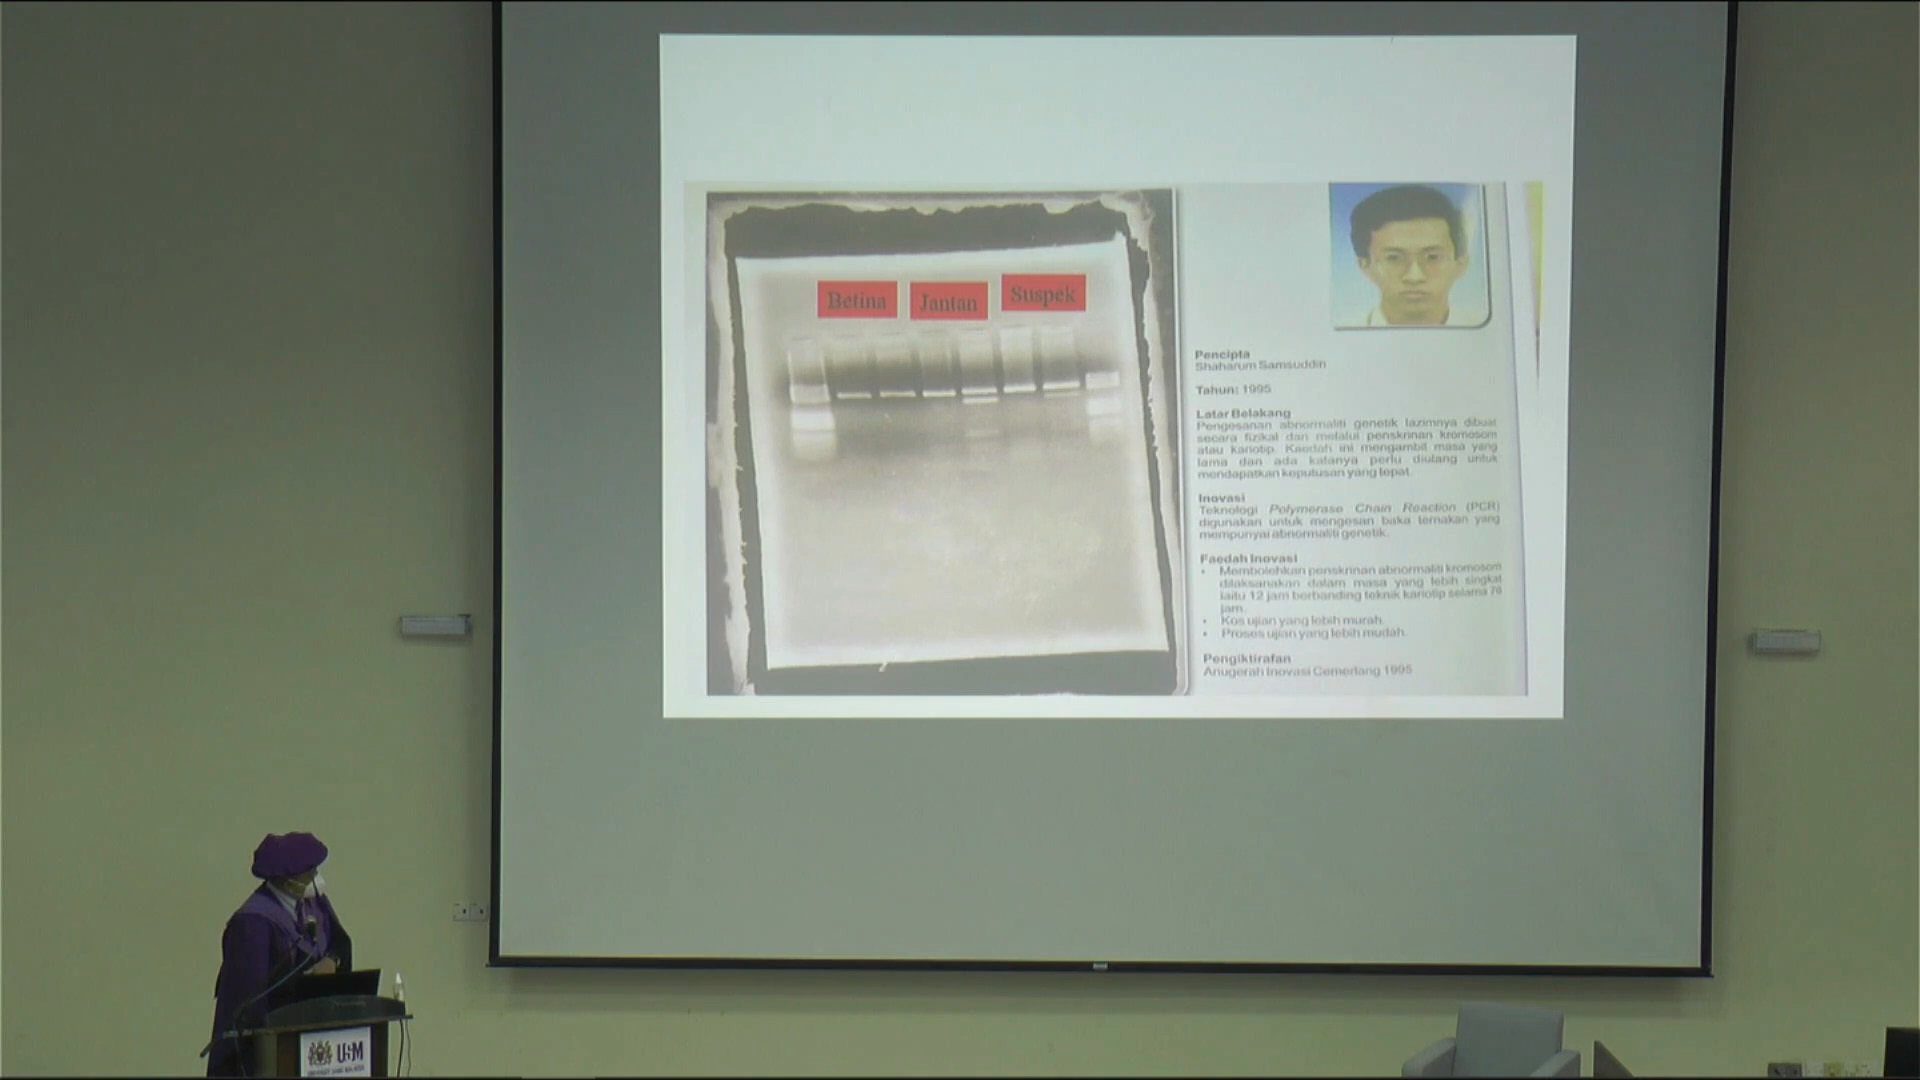 Betina
Jantan
Suspek
Pencipta
Shaharum Samsuddin
Tahun: 1995
Latar Belakang
Pengesanan abnormaliti genetik lazimnya dibuat
secara fizikal dan melalui penskrinan kromosom
atau kariotip. Kaedah ini mengambil masa yang
lama dan ada kalanya perlu diulang untuk
mendapatkan keputusan yang tepat.
Inovasi
Teknologi Polymerase Chain Reaction (PCR)
digunakan untuk mengesan baka ternakan yang
mempunyai abnormaliti genetik.
Faedah Inovasi
• Membolehkan penskrinan abnormaliti kromosom
dilaksanakan dalam masa yang lebih singkat
iaitu 12 jam berbanding teknik kariotip selama
jam.
• Kos ujian yang lebih murah.
• Proses ujian yang lebih mudah.
Pengiktirafan
Anugerah Inovasi Cemerlang 1995
USM